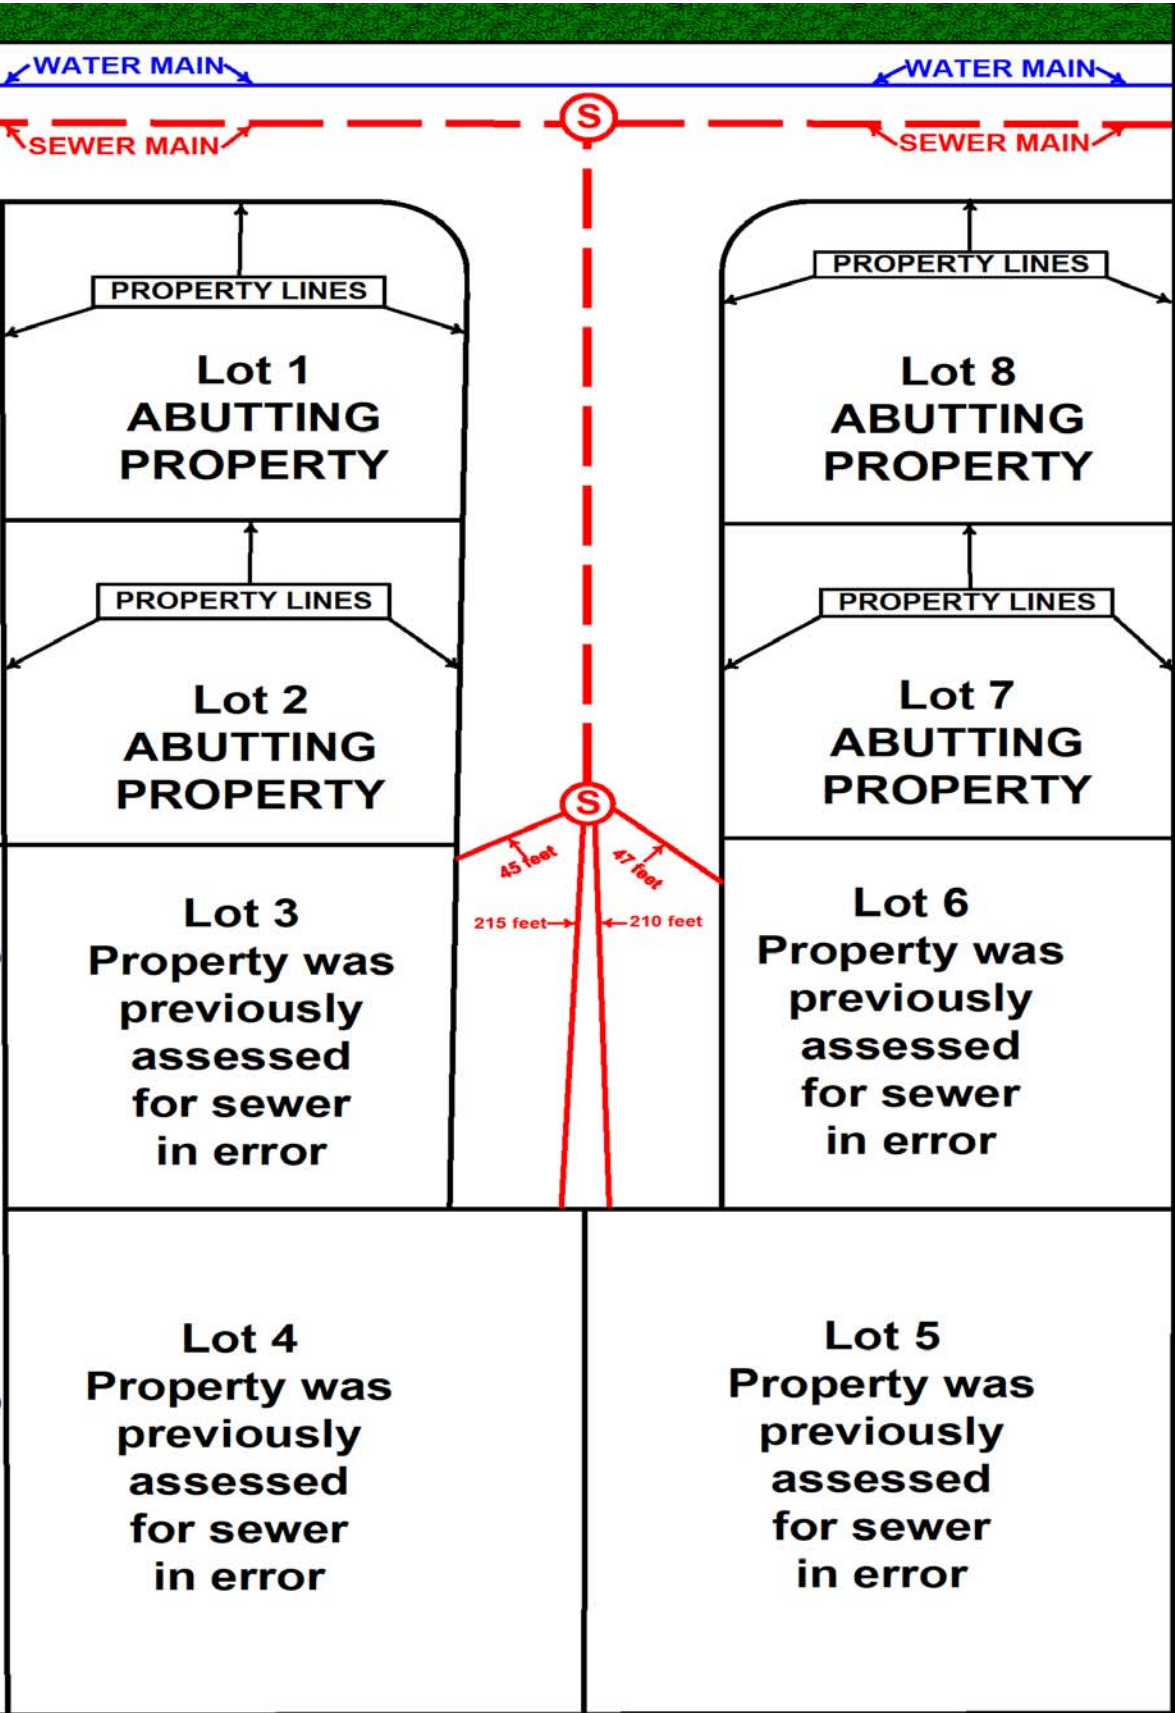 WATER MAIN
WATER MAIN
S
SEWER MAIN
SEWER MAIN
PROPERTY LINES
Lot 1
ABUTTING
PROPERTY
PROPERTY LINES
Lot 8
ABUTTING
PROPERTY
PROPERTY LINES
Lot 2
ABUTTING
PROPERTY
PROPERTY LINES
Lot 7
ABUTTING
PROPERTY
S
45 feet
47 feet
215 feet
210 feet
Lot 3
Property was
previously
assessed
for sewer
in error
Lot 6
Property was
previously
assessed
for sewer
in error
Lot 4
Property was
previously
assessed
for sewer
in error
Lot 5
Property was
previously
assessed
for sewer
in error